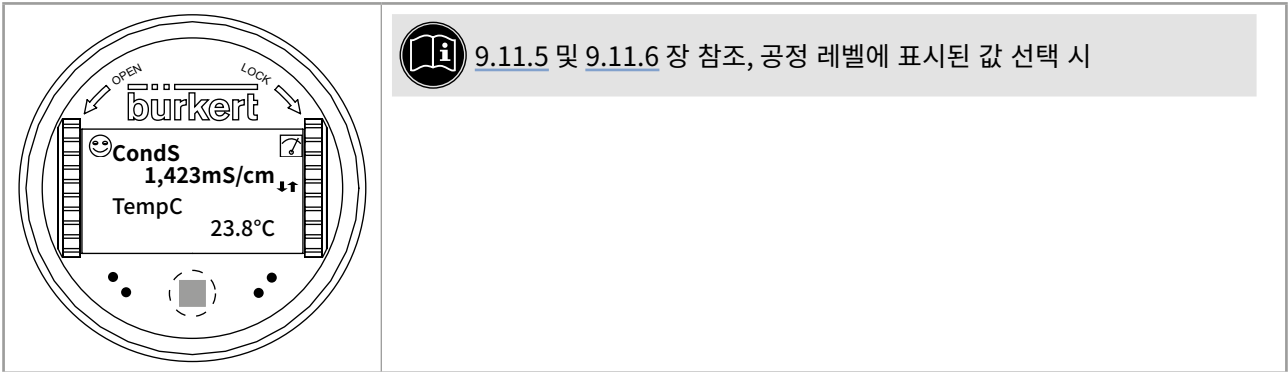 OPEN
LOCK
bürkert
CondS
1,423mS/cm
TempC
23.8°C
9.11.5 및 9.11.6 장 참조, 공정 레벨에 표시된 값 선택 시